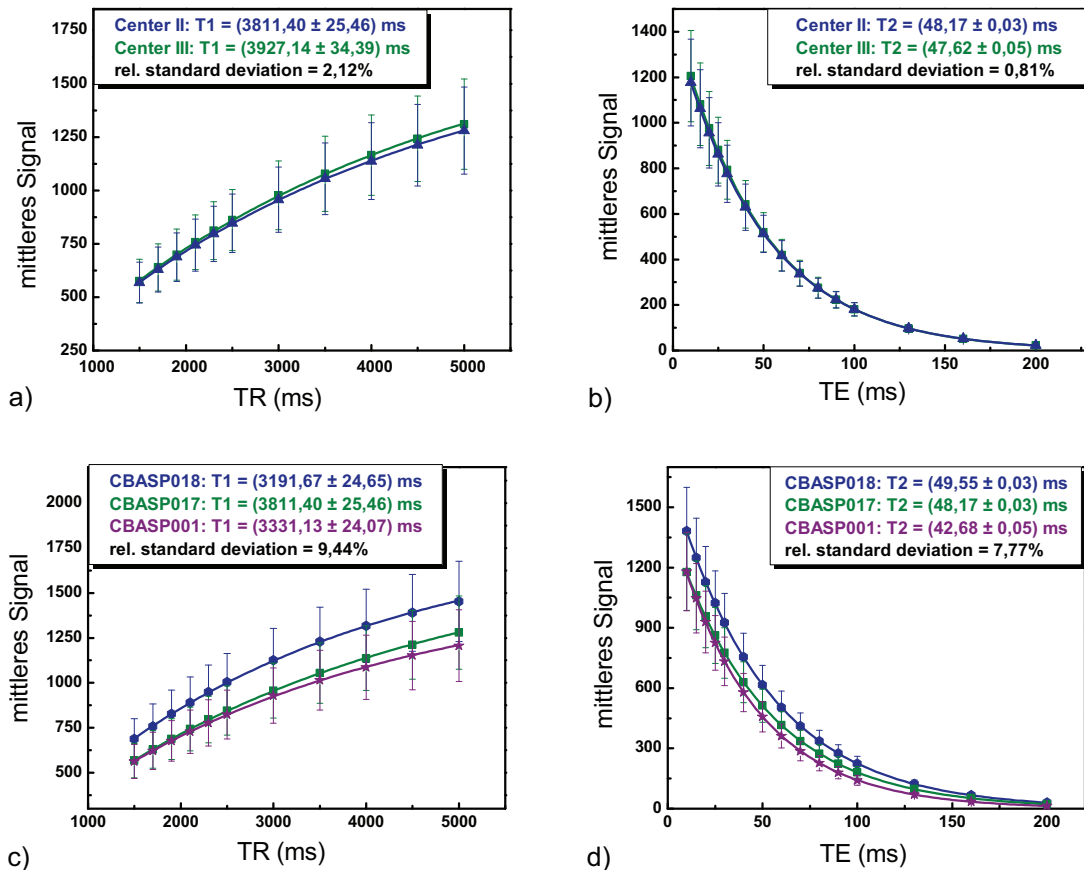 Center II: T1 = (3811,40 ± 25,46) ms
Center III: T1 = (3927,14 ± 34,39) ms
rel. standard deviation = 2,12%
1750
1500
1250
1000
750
500
250
mittleres Signal
1000 2000 3000 4000 5000
TR (ms)
a)
Center II: T2 = (48,17 ± 0,03) ms
Center III: T2 = (47,62 ± 0,05) ms
rel. standard deviation = 0,81%
1400
1200
1000
800
600
400
200
0
mittleres Signal
0 50 100 150 200
TE (ms)
b)
CBASP018: T1 = (3191,67 ± 24,65) ms
CBASP017: T1 = (3811,40 ± 25,46) ms
CBASP001: T1 = (3331,13 ± 24,07) ms
rel. standard deviation = 9,44%
2000
1750
1500
1250
1000
750
500
mittleres Signal
1000 2000 3000 4000 5000
TR (ms)
c)
CBASP018: T2 = (49,55 ± 0,03) ms
CBASP017: T2 = (48,17 ± 0,03) ms
CBASP001: T2 = (42,68 ± 0,05) ms
rel. standard deviation = 7,77%
1500
1200
900
600
300
0
mittleres Signal
0 50 100 150 200
TE (ms)
d)